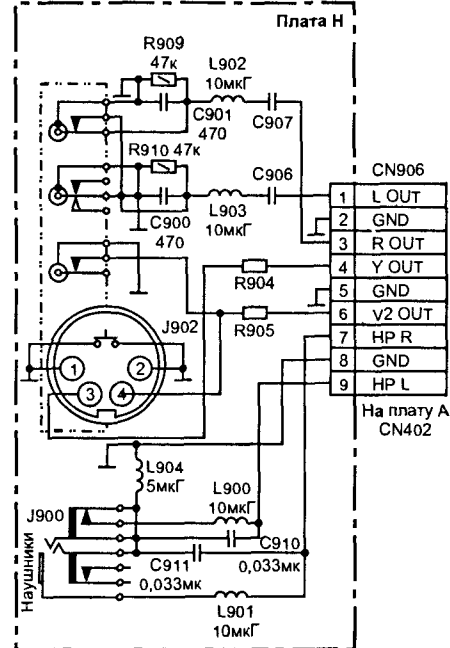 Плата Н
R909
47к
L902
10мкГ
C901
470
C907
R910 47к
C906
C900
470
L903
10мкГ
CN906
1 L OUT
2 GND
3 R OUT
4 Y OUT
5 GND
6 V2 OUT
7 HP R
8 GND
9 HP L
На плату А
CN402
R904
R905
J902
1
2
3
4
L904
5мкГ
J900
L900
10мкГ
C910
0,033мк
C911
0,033мк
Наушники
L901
10мкГ